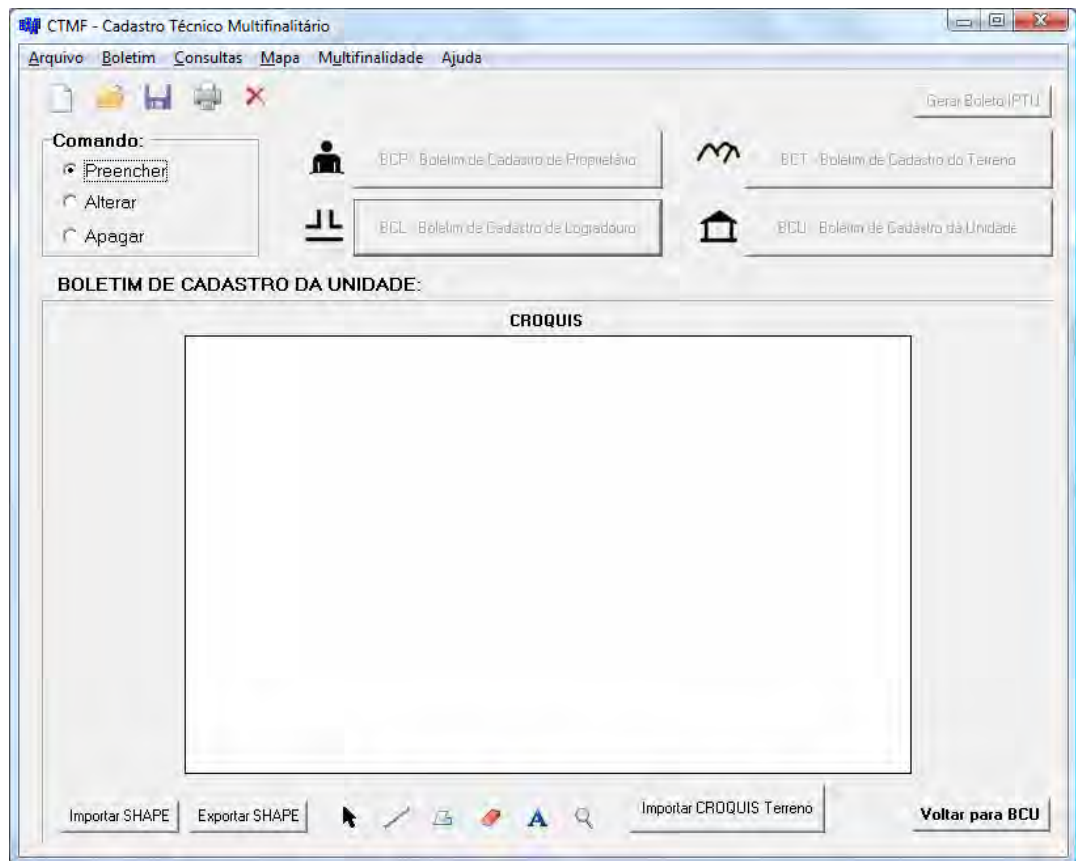 CTMF - Cadastro Técnico Multifinalitário
Arquivo Boletim Consultas Mapa Multifinalidade Ajuda
Gerar Boleto IPTU
Comando:
Preencher
Alterar
Apagar
BCP - Boletim de Cadastro de Proprietário
BCT - Boletim de Cadastro do Terreno
BCL - Boletim de Cadastro de Logradouro
BCU - Boletim de Cadastro da Unidade
BOLETIM DE CADASTRO DA UNIDADE:
CROQUIS
Importar SHAPE
Exportar SHAPE
A
Importar CROQUIS Terreno
Voltar para BCU